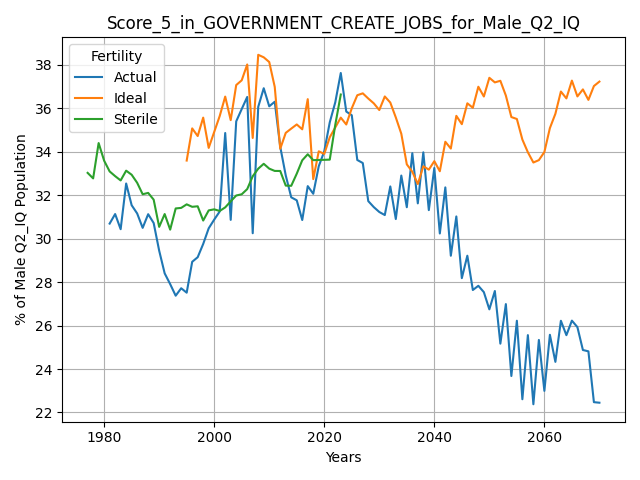 Score_5_in_GOVERNMENT_CREATE_JOBS_for_Male_Q2_IQ
Fertility
Actual
Ideal
Sterile
% of Male Q2_IQ Population
38
36
34
32
30
28
26
24
22
1980 2000 2020 2040 2060
Years